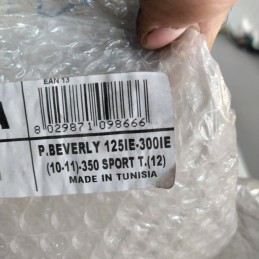 EAN 13
A
8 029871 098666
P.BEVERLY 125IE-300IE
(10-11)-350 SPORT T.(12)
MADE IN TUNISIA